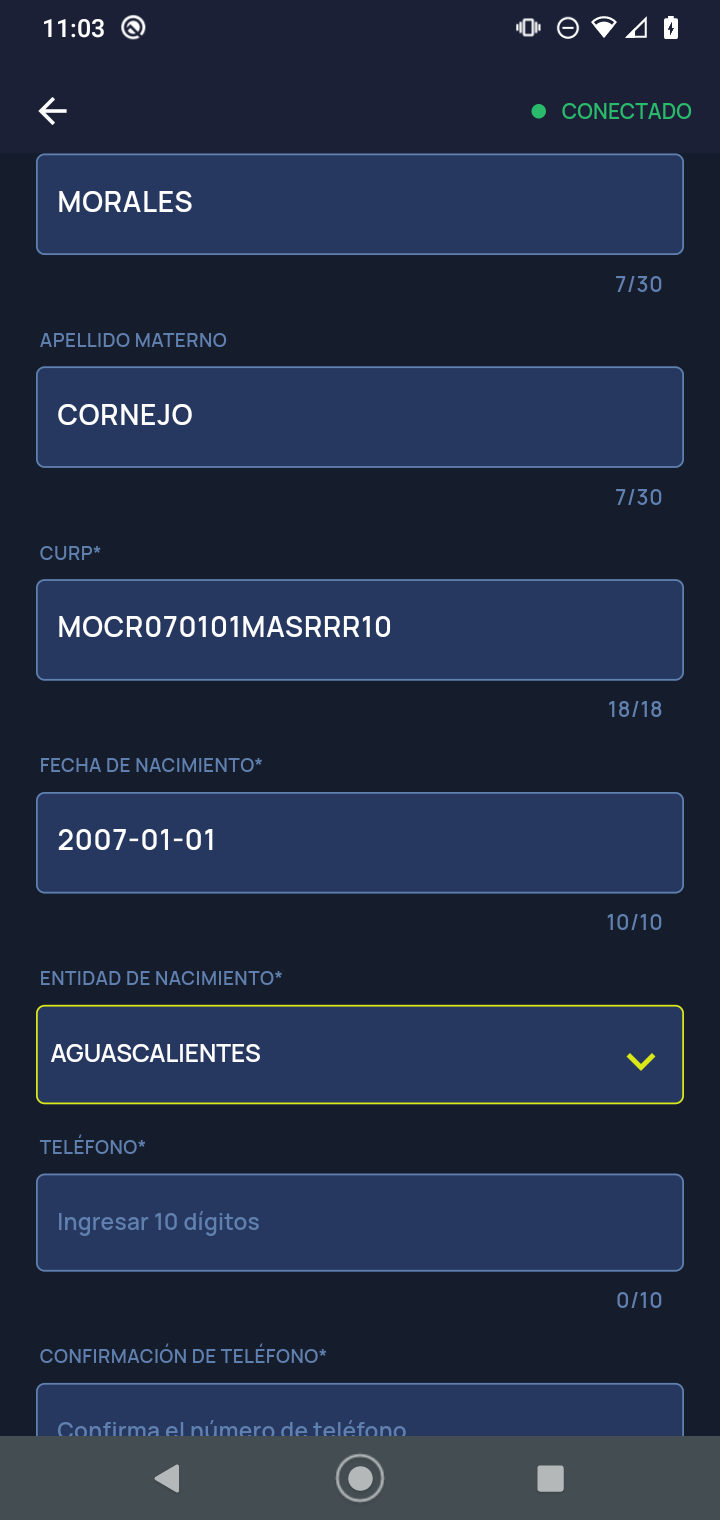 11:03
CONECTADO
MORALES
7/30
APELLIDO MATERNO
CORNEJO
7/30
CURP*
MOCR070101MASRRR10
18/18
FECHA DE NACIMIENTO*
2007-01-01
10/10
ENTIDAD DE NACIMIENTO*
AGUASCALIENTES
TELÉFONO*
Ingresar 10 dígitos
0/10
CONFIRMACIÓN DE TELÉFONO*
Confirma el número de teléfono